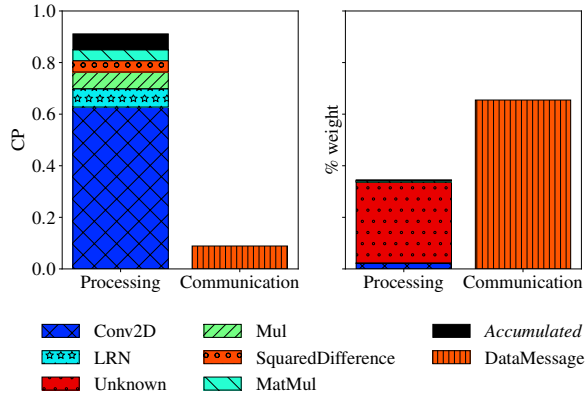 1.0
0.8
0.6
0.4
0.2
0.0
CP
% weight
Processing Communication
Processing Communication
Conv2D Mul Accumulated
LRN SquaredDifference DataMessage
Unknown MatMul